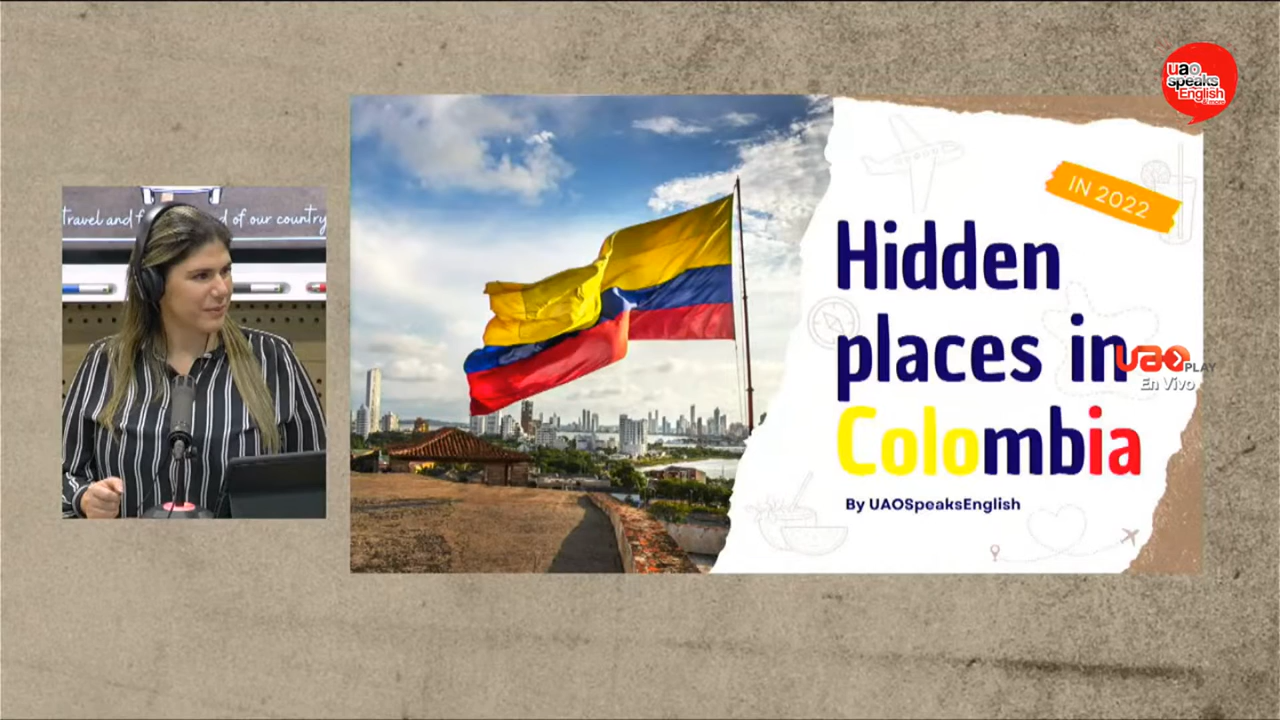 uao
speaks
English
& more
travel and f d of our country
IN 2022
Hidden
places in
Colombia
By UAOSpeaksEnglish
uao PLAY
En Vivo